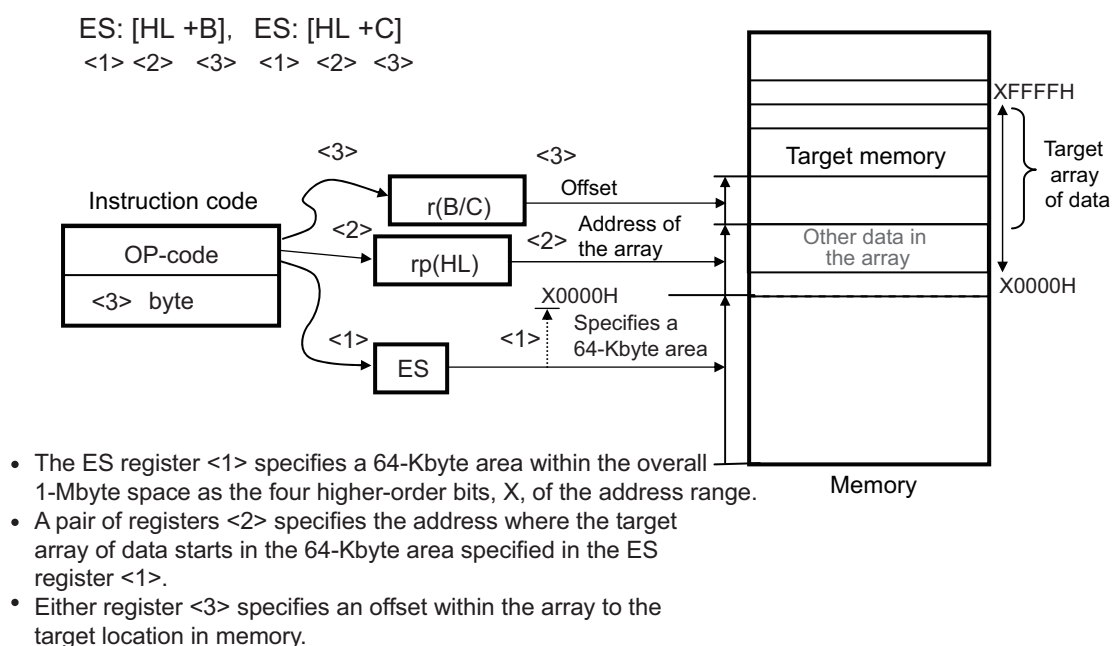 ES: [HL +B], ES: [HL +C]
<1> <2> <3> <1> <2> <3>
XFFFFH
<3>
<3>
Target memory
Target
array
of data
Instruction code
r(B/C)
Offset
OP-code
<2>
rp(HL)
<2>
Address of
the array
Other data in
the array
<3> byte
X0000H
X0000H
<1>
ES
<1>
Specifies a
64-Kbyte area
Memory
• The ES register <1> specifies a 64-Kbyte area within the overall
1-Mbyte space as the four higher-order bits, X, of the address range.
• A pair of registers <2> specifies the address where the target
array of data starts in the 64-Kbyte area specified in the ES
register <1>.
• Either register <3> specifies an offset within the array to the
target location in memory.